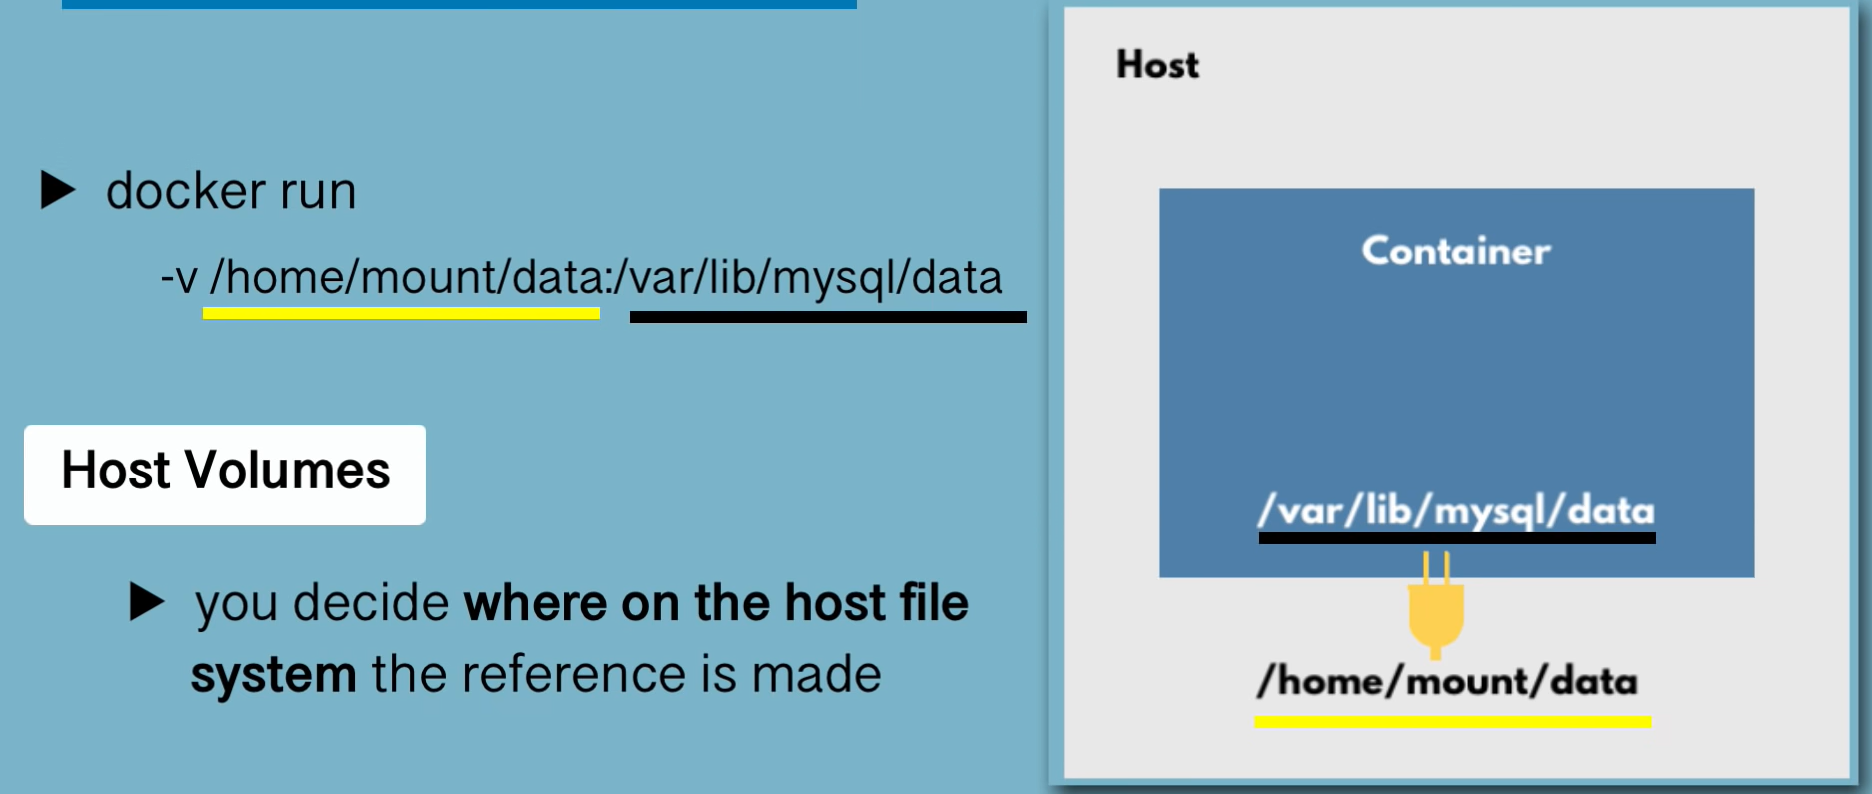 docker run
-v /home/mount/data:/var/lib/mysql/data
Host Volumes
you decide where on the host file
system the reference is made
Host
Container
/var/lib/mysql/data
/home/mount/data